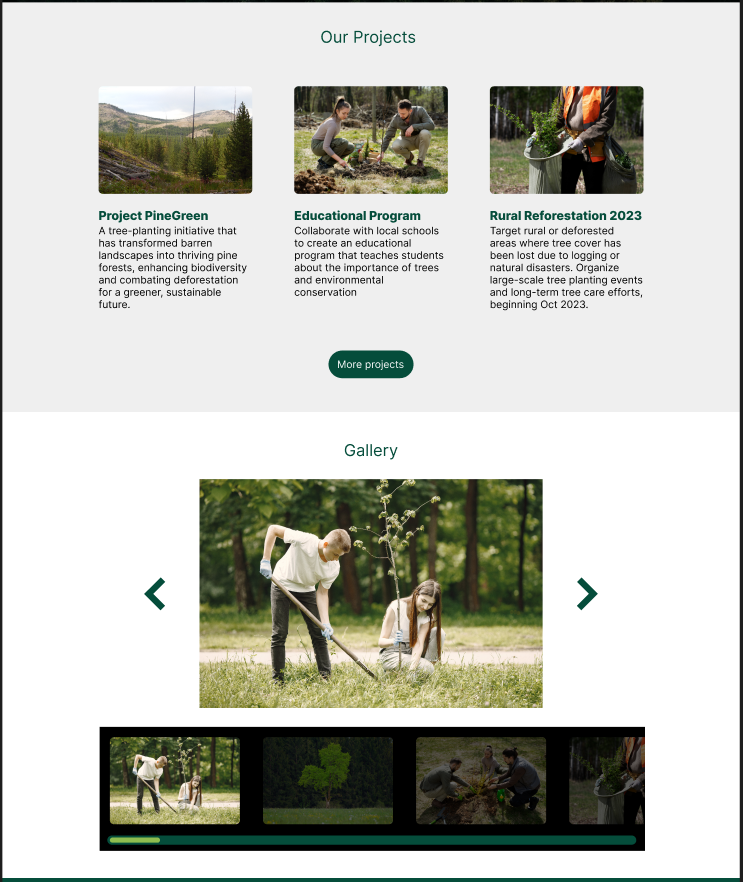 Our Projects
Project PineGreen
A tree-planting initiative that
has transformed barren
landscapes into thriving pine
forests, enhancing biodiversity
and combating deforestation
for a greener, sustainable
future.
Educational Program
Collaborate with local schools
to create an educational
program that teaches students
about the importance of trees
and environmental
conservation
Rural Reforestation 2023
Target rural or deforested
areas where tree cover has
been lost due to logging or
natural disasters. Organize
large-scale tree planting events
and long-term tree care efforts,
beginning Oct 2023.
More projects
Gallery